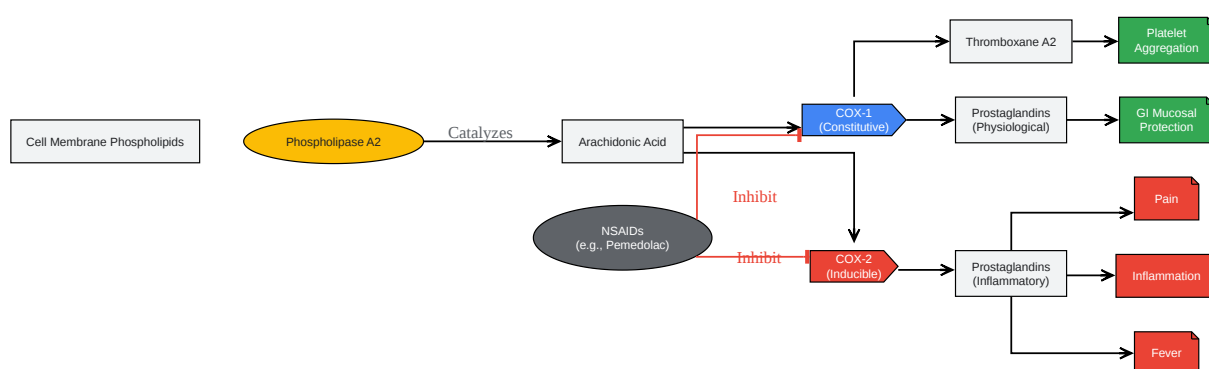 Cell Membrane Phospholipids
Phospholipase A2
Catalyzes
Arachidonic Acid
NSAIDs
(e.g., Pemedolac)
Inhibit
Inhibit
COX-1
(Constitutive)
COX-2
(Inducible)
Thromboxane A2
Prostaglandins
(Physiological)
Prostaglandins
(Inflammatory)
Platelet
Aggregation
GI Mucosal
Protection
Pain
Inflammation
Fever